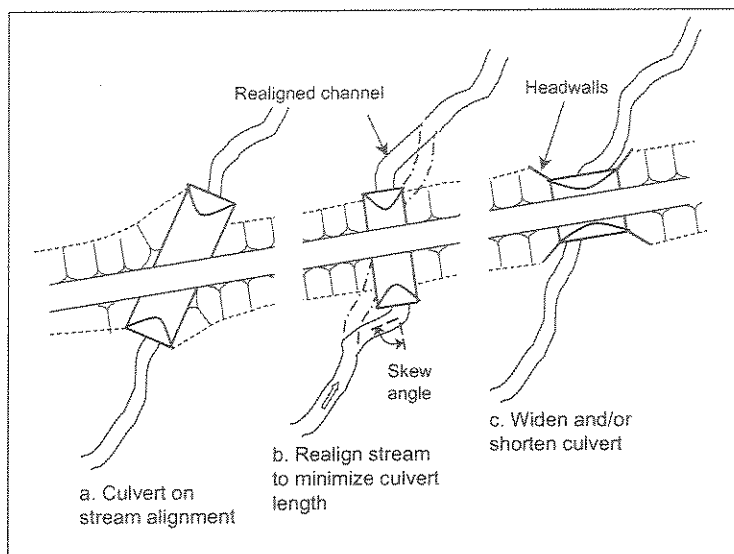 Realigned channel
Headwalls
Skew
angle
a. Culvert on
stream alignment
b. Realign stream
to minimize culvert
length
c. Widen and/or
shorten culvert